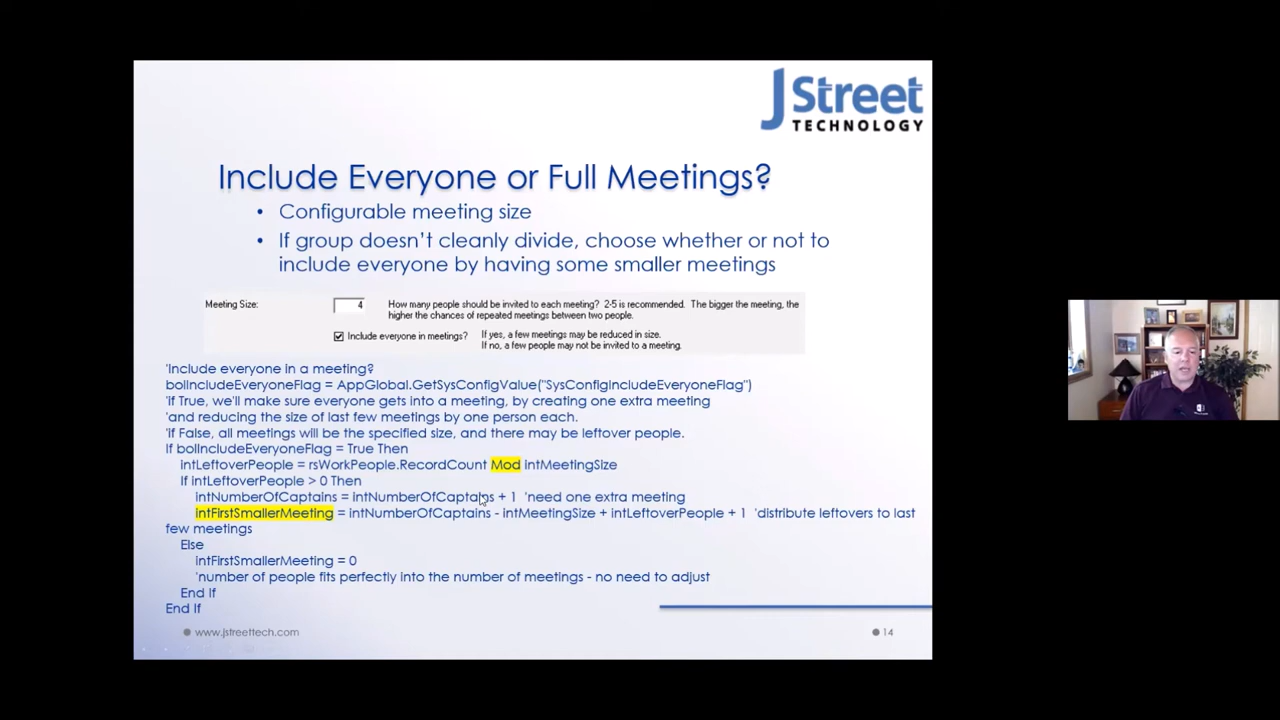 J Street
TECHNOLOGY
Include Everyone or Full Meetings?
• Configurable meeting size
• If group doesn't cleanly divide, choose whether or not to
include everyone by having some smaller meetings
Meeting Size: 4 How many people should be invited to each meeting? 2-5 is recommended. The bigger the meeting, the
higher the chances of repeated meetings between two people.
Include everyone in meetings? If yes, a few meetings may be reduced in size.
If no, a few people may not be invited to a meeting.
'Include everyone in a meeting?
bolIncludeEveryoneFlag = AppGlobal.GetSysConfigValue("SysConfigIncludeEveryoneFlag")
'if True, we'll make sure everyone gets into a meeting, by creating one extra meeting
'and reducing the size of last few meetings by one person each.
'if False, all meetings will be the specified size, and there may be leftover people.
If bolIncludeEveryoneFlag = True Then
intLeftoverPeople = rsWorkPeople.RecordCount Mod intMeetingSize
If intLeftoverPeople > 0 Then
intNumberOfCaptains = intNumberOfCaptains + 1 'need one extra meeting
intFirstSmallerMeeting = intNumberOfCaptains - intMeetingSize + intLeftoverPeople + 1 'distribute leftovers to last
few meetings
Else
intFirstSmallerMeeting = 0
'number of people fits perfectly into the number of meetings - no need to adjust
End If
End If
www.jstreettech.com
14